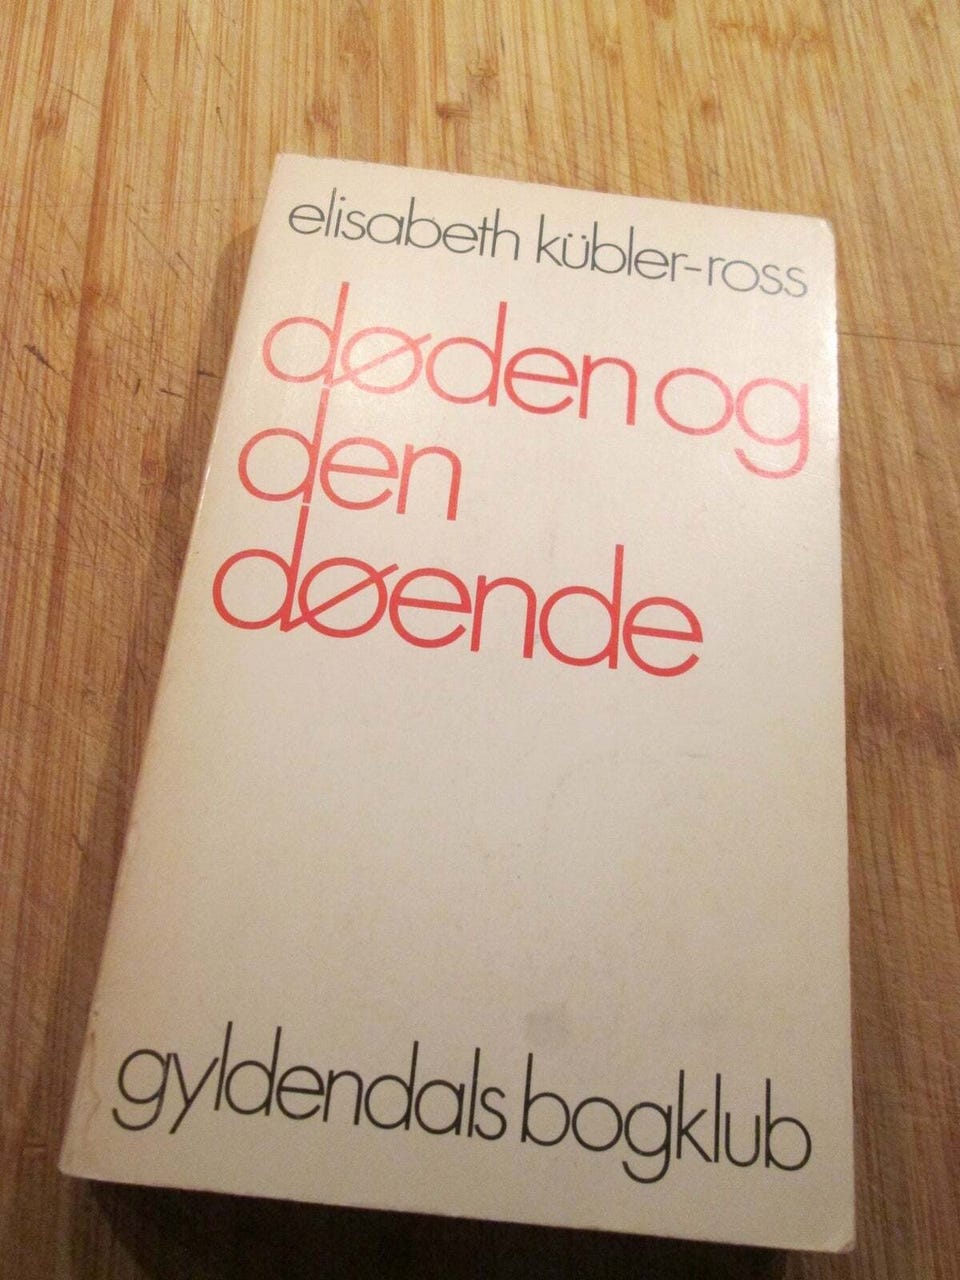 elisabeth kübler-ross
døden og
den
døende
gyldendals bogklub